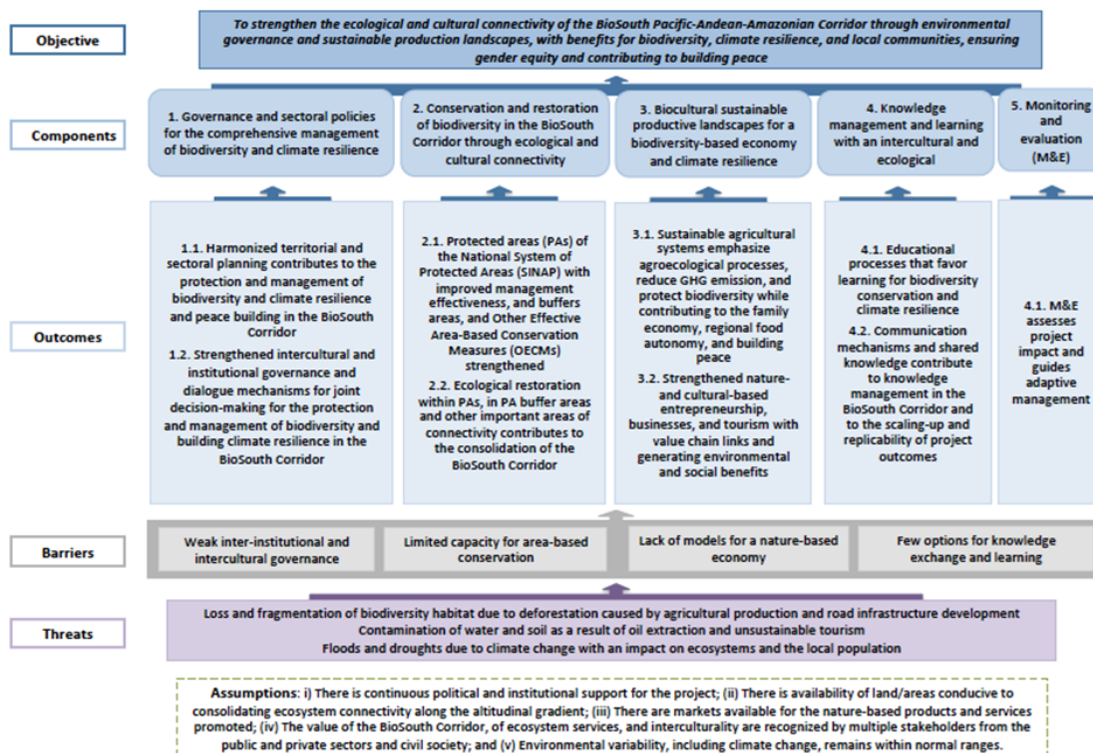 Objective
To strengthen the ecological and cultural connectivity of the BioSouth Pacific-Andean-Amazonian Corridor through environmental
governance and sustainable production landscapes, with benefits for biodiversity, climate resilience, and local communities, ensuring
gender equity and contributing to building peace
Components
1. Governance and sectoral policies
for the comprehensive management
of biodiversity and climate resilience
2. Conservation and restoration
of biodiversity in the BioSouth
Corridor through ecological and
cultural connectivity
3. Biocultural sustainable
productive landscapes for a
biodiversity-based economy
and climate resilience
4. Knowledge
management and learning
with an intercultural and
ecological
5. Monitoring
and
evaluation
(M&E)
Outcomes
1.1. Harmonized territorial and
sectoral planning contributes to the
protection and management of
biodiversity and climate resilience
and peace building in the BioSouth
Corridor
1.2. Strengthened intercultural and
institutional governance and
dialogue mechanisms for joint
decision-making for the protection
and management of biodiversity and
building climate resilience in the
BioSouth Corridor
2.1. Protected areas (PAs) of
the National System of
Protected Areas (SINAP) with
improved management
effectiveness, and buffers
areas, and Other Effective
Area-Based Conservation
Measures (OECMs)
strengthened
2.2. Ecological restoration
within PAs, in PA buffer areas
and other important areas of
connectivity contributes to
the consolidation of the
BioSouth Corridor
3.1. Sustainable agricultural
systems emphasize
agroecological processes,
reduce GHG emission, and
protect biodiversity while
contributing to the family
economy, regional food
autonomy, and building
peace
3.2. Strengthened nature-
and cultural-based
entrepreneurship,
businesses, and tourism with
value chain links and
generating environmental
and social benefits
4.1. Educational
processes that favor
learning for biodiversity
conservation and
climate resilience
4.2. Communication
mechanisms and shared
knowledge contribute
to knowledge
management in the
BioSouth Corridor and
to the scaling-up and
replicability of project
outcomes
4.1. M&E
assesses
project
impact and
guides
adaptive
management
Barriers
Weak inter-institutional and
intercultural governance
Limited capacity for area-based
conservation
Lack of models for a nature-based
economy
Few options for knowledge
exchange and learning
Threats
Loss and fragmentation of biodiversity habitat due to deforestation caused by agricultural production and road infrastructure development
Contamination of water and soil as a result of oil extraction and unsustainable tourism
Floods and droughts due to climate change with an impact on ecosystems and the local population
Assumptions: i) There is continuous political and institutional support for the project; (ii) There is availability of land/areas conducive to
consolidating ecosystem connectivity along the altitudinal gradient; (iii) There are markets available for the nature-based products and services
promoted; (iv) The value of the BioSouth Corridor, of ecosystem services, and interculturality are recognized by multiple stakeholders from the
public and private sectors and civil society; and (v) Environmental variability, including climate change, remains within normal ranges.